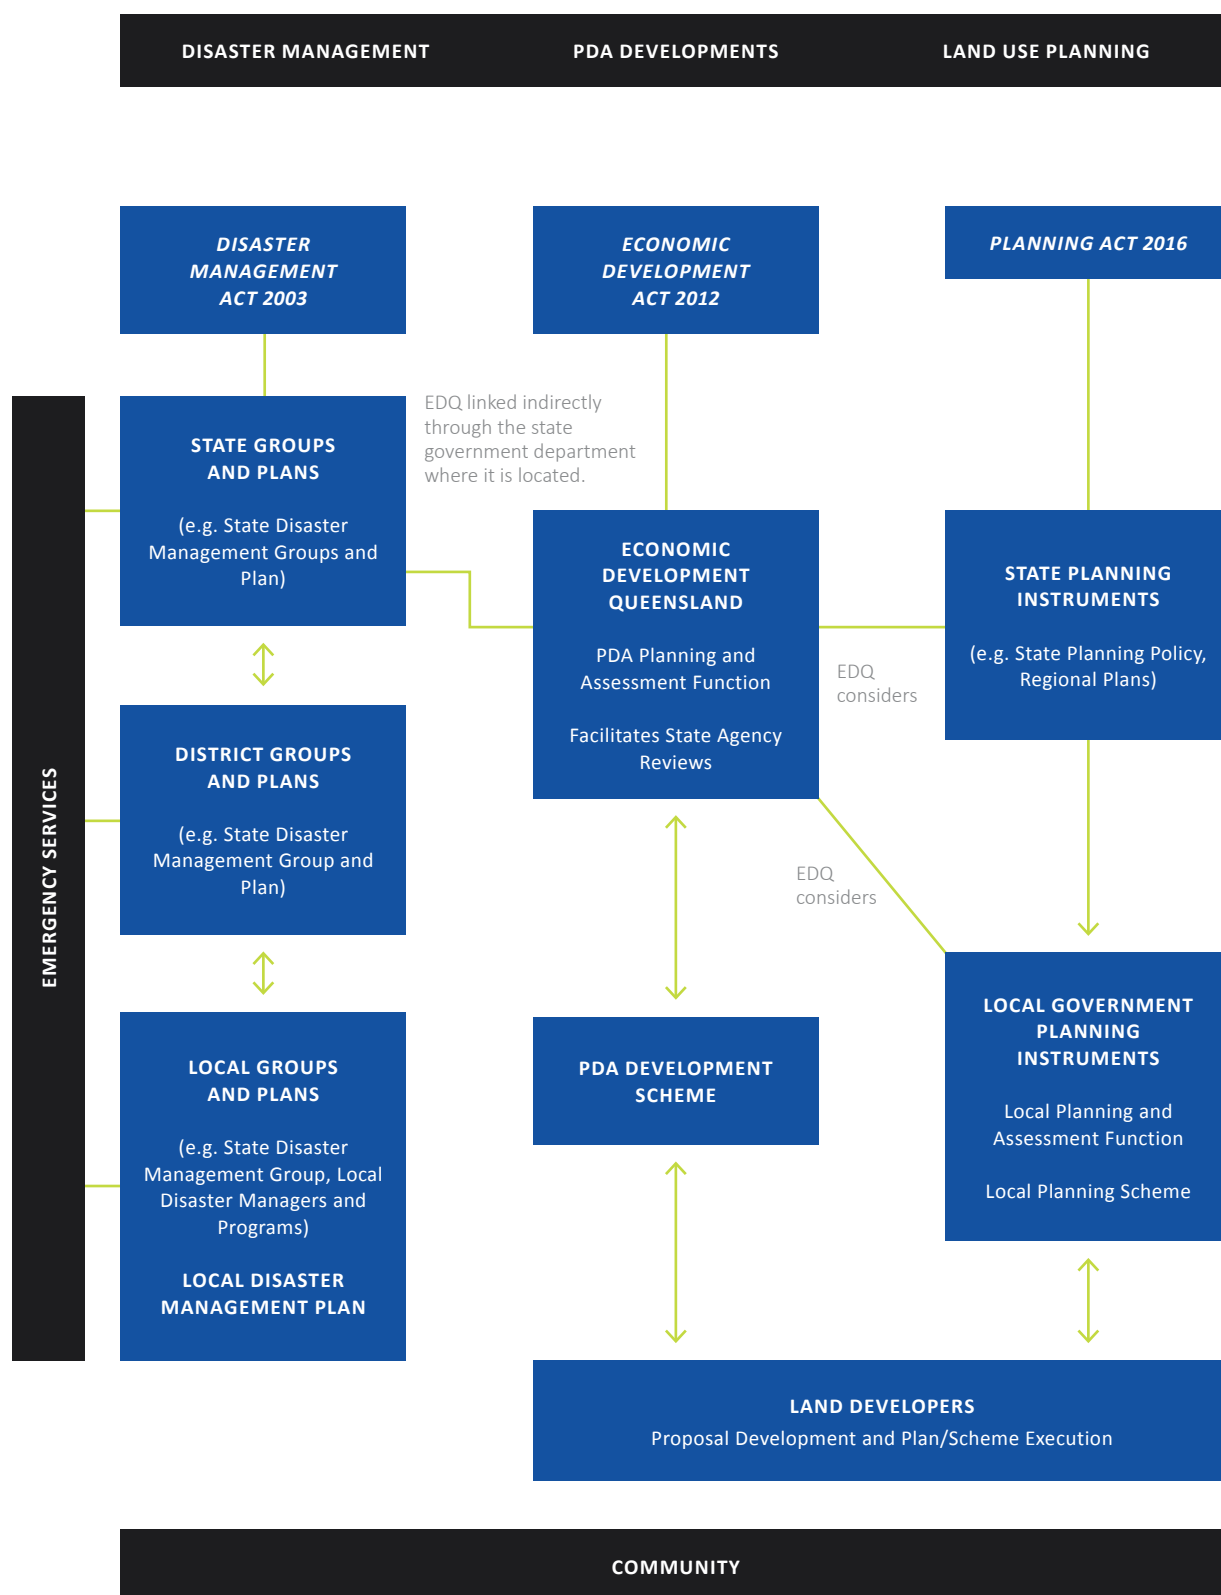 DISASTER MANAGEMENT
PDA DEVELOPMENTS
LAND USE PLANNING
DISASTER
MANAGEMENT
ACT 2003
ECONOMIC
DEVELOPMENT
ACT 2012
PLANNING ACT 2016
EMERGENCY SERVICES
STATE GROUPS
AND PLANS
(e.g. State Disaster
Management Groups and
Plan)
EDQ linked indirectly
through the state
government department
where it is located.
ECONOMIC
DEVELOPMENT
QUEENSLAND
PDA Planning and
Assessment Function
Facilitates State Agency
Reviews
EDQ
considers
STATE PLANNING
INSTRUMENTS
(e.g. State Planning Policy,
Regional Plans)
DISTRICT GROUPS
AND PLANS
(e.g. State Disaster
Management Group and
Plan)
EDQ
considers
LOCAL GROUPS
AND PLANS
(e.g. State Disaster
Management Group, Local
Disaster Managers and
Programs)
LOCAL DISASTER
MANAGEMENT PLAN
PDA DEVELOPMENT
SCHEME
LOCAL GOVERNMENT
PLANNING
INSTRUMENTS
Local Planning and
Assessment Function
Local Planning Scheme
LAND DEVELOPERS
Proposal Development and Plan/Scheme Execution
COMMUNITY